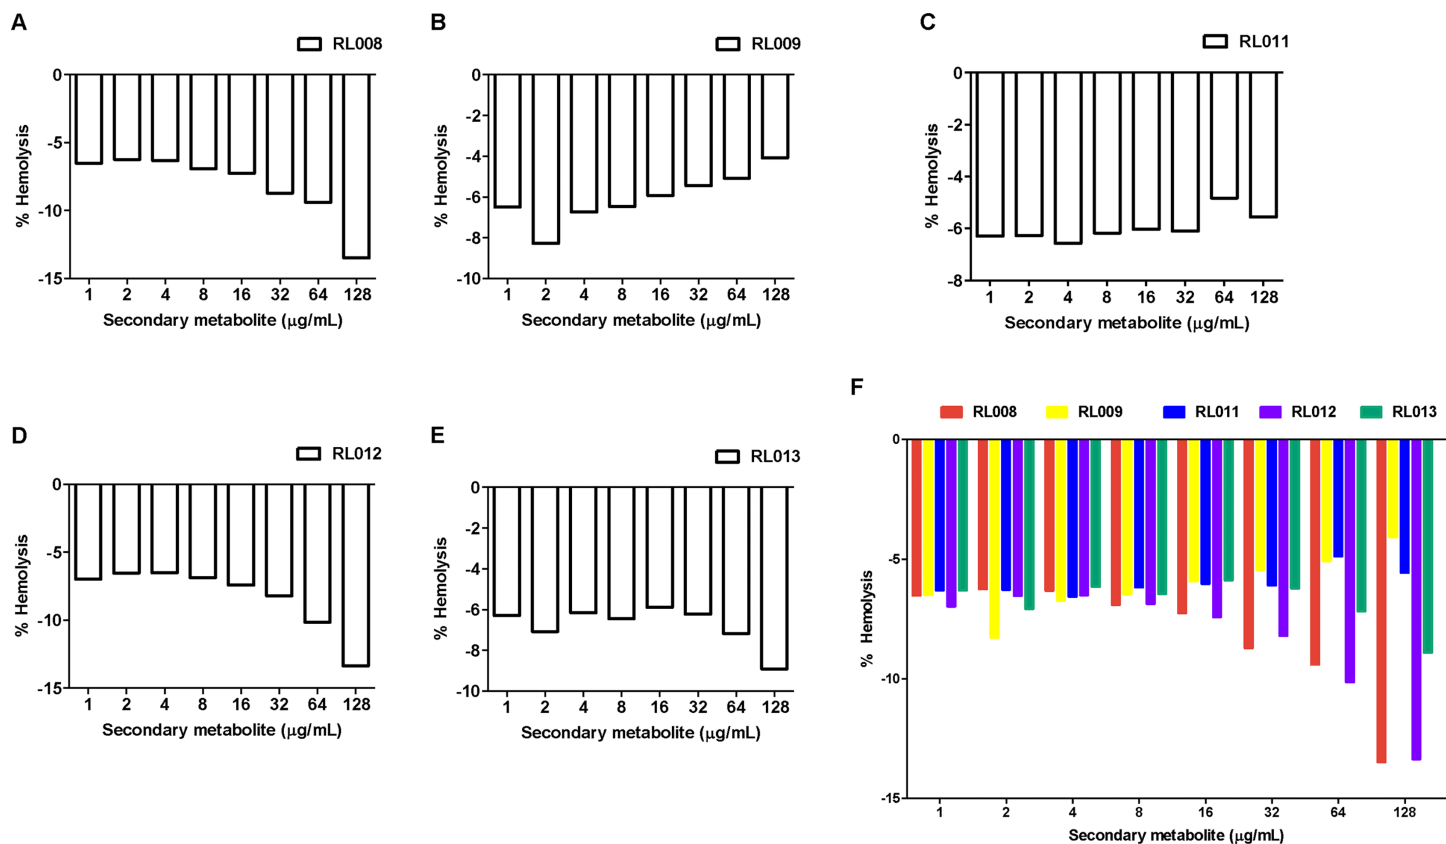 A
RL008
0
-5
-10
-15
% Hemolysis
1 2 4 8 16 32 64 128
Secondary metabolite (μg/mL)
B
RL009
0
-2
-4
-6
-8
-10
% Hemolysis
1 2 4 8 16 32 64 128
Secondary metabolite (μg/mL)
C
RL011
0
-2
-4
-6
-8
% Hemolysis
1 2 4 8 16 32 64 128
Secondary metabolite (μg/mL)
D
RL012
0
-5
-10
-15
% Hemolysis
1 2 4 8 16 32 64 128
Secondary metabolite (μg/mL)
E
RL013
0
-2
-4
-6
-8
-10
% Hemolysis
1 2 4 8 16 32 64 128
Secondary metabolite (μg/mL)
F
RL008 RL009 RL011 RL012 RL013
0
-5
-10
-15
% Hemolysis
1 2 4 8 16 32 64 128
Secondary metabolite (μg/mL)